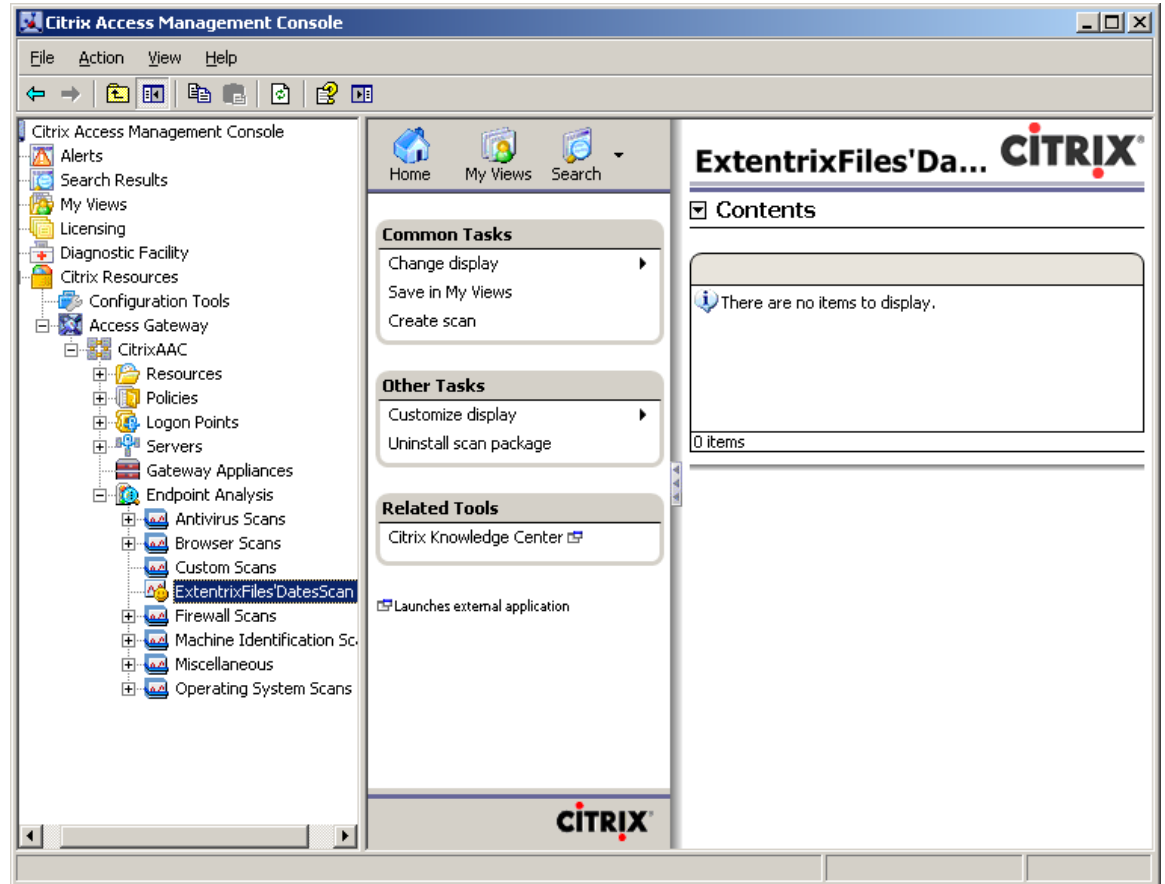 Citrix Access Management Console
File Action View Help
Citrix Access Management Console
Alerts
Search Results
My Views
Licensing
Diagnostic Facility
Citrix Resources
Configuration Tools
Access Gateway
CitrixAAC
Resources
Policies
Logon Points
Servers
Gateway Appliances
Endpoint Analysis
Antivirus Scans
Browser Scans
Custom Scans
ExtentrixFiles'DatesScan
Firewall Scans
Machine Identification Sc
Miscellaneous
Operating System Scans
Home My Views Search
Common Tasks
Change display
Save in My Views
Create scan
Other Tasks
Customize display
Uninstall scan package
Related Tools
Citrix Knowledge Center
Launches external application
CITRIX
ExtentrixFiles'Da... CITRIX®
Contents
There are no items to display.
0 items